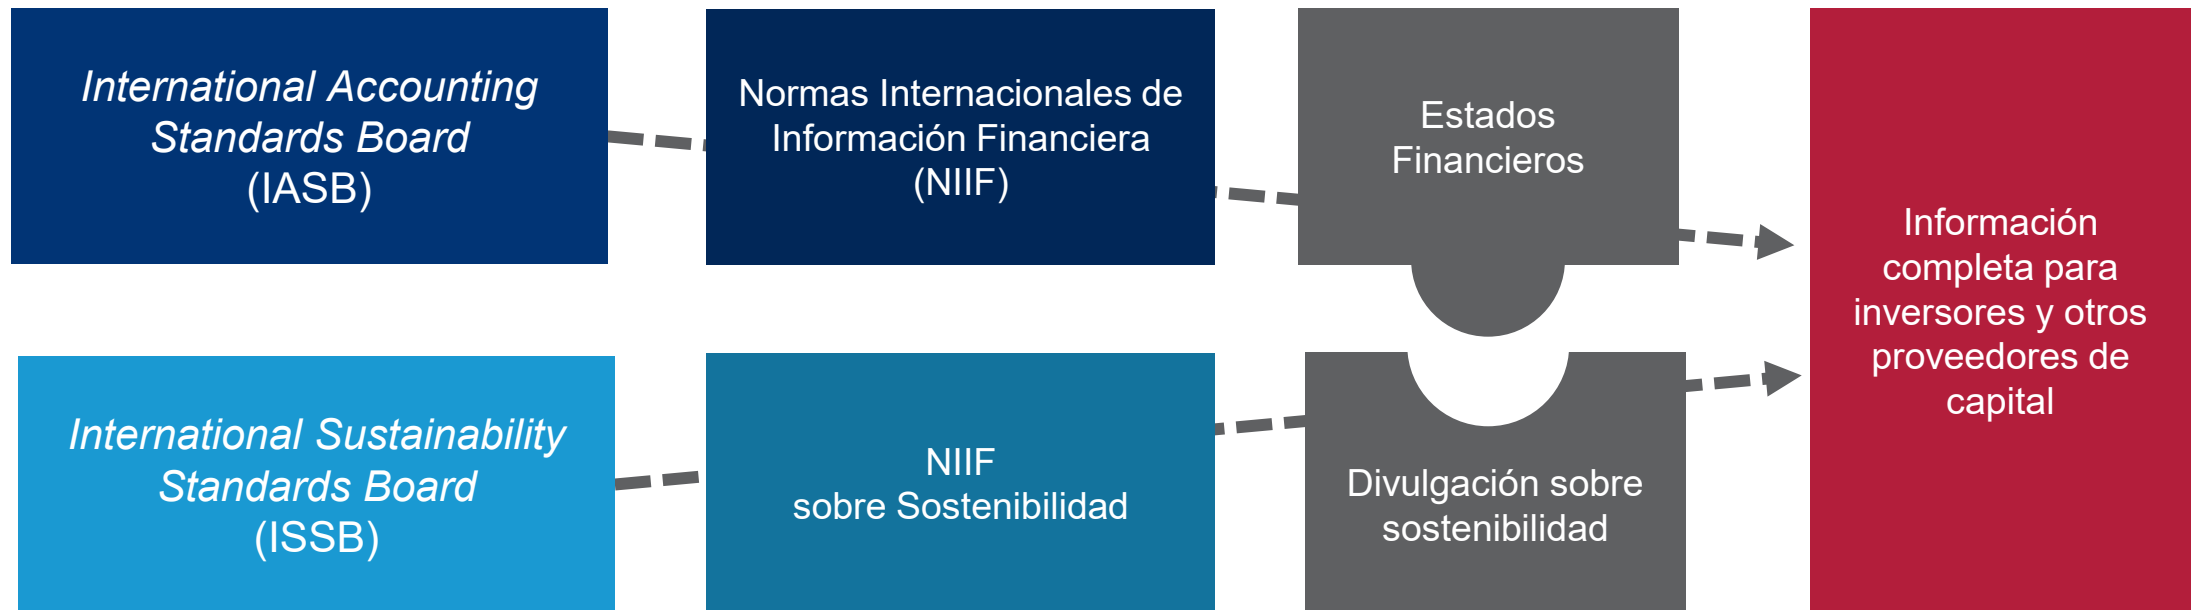 International Accounting
Standards Board
(IASB)
Normas Internacionales de
Información Financiera
(NIIF)
Estados
Financieros
Información
completa para
inversores y otros
proveedores de
capital
International Sustainability
Standards Board
(ISSB)
NIIF
sobre Sostenibilidad
Divulgación sobre
sostenibilidad